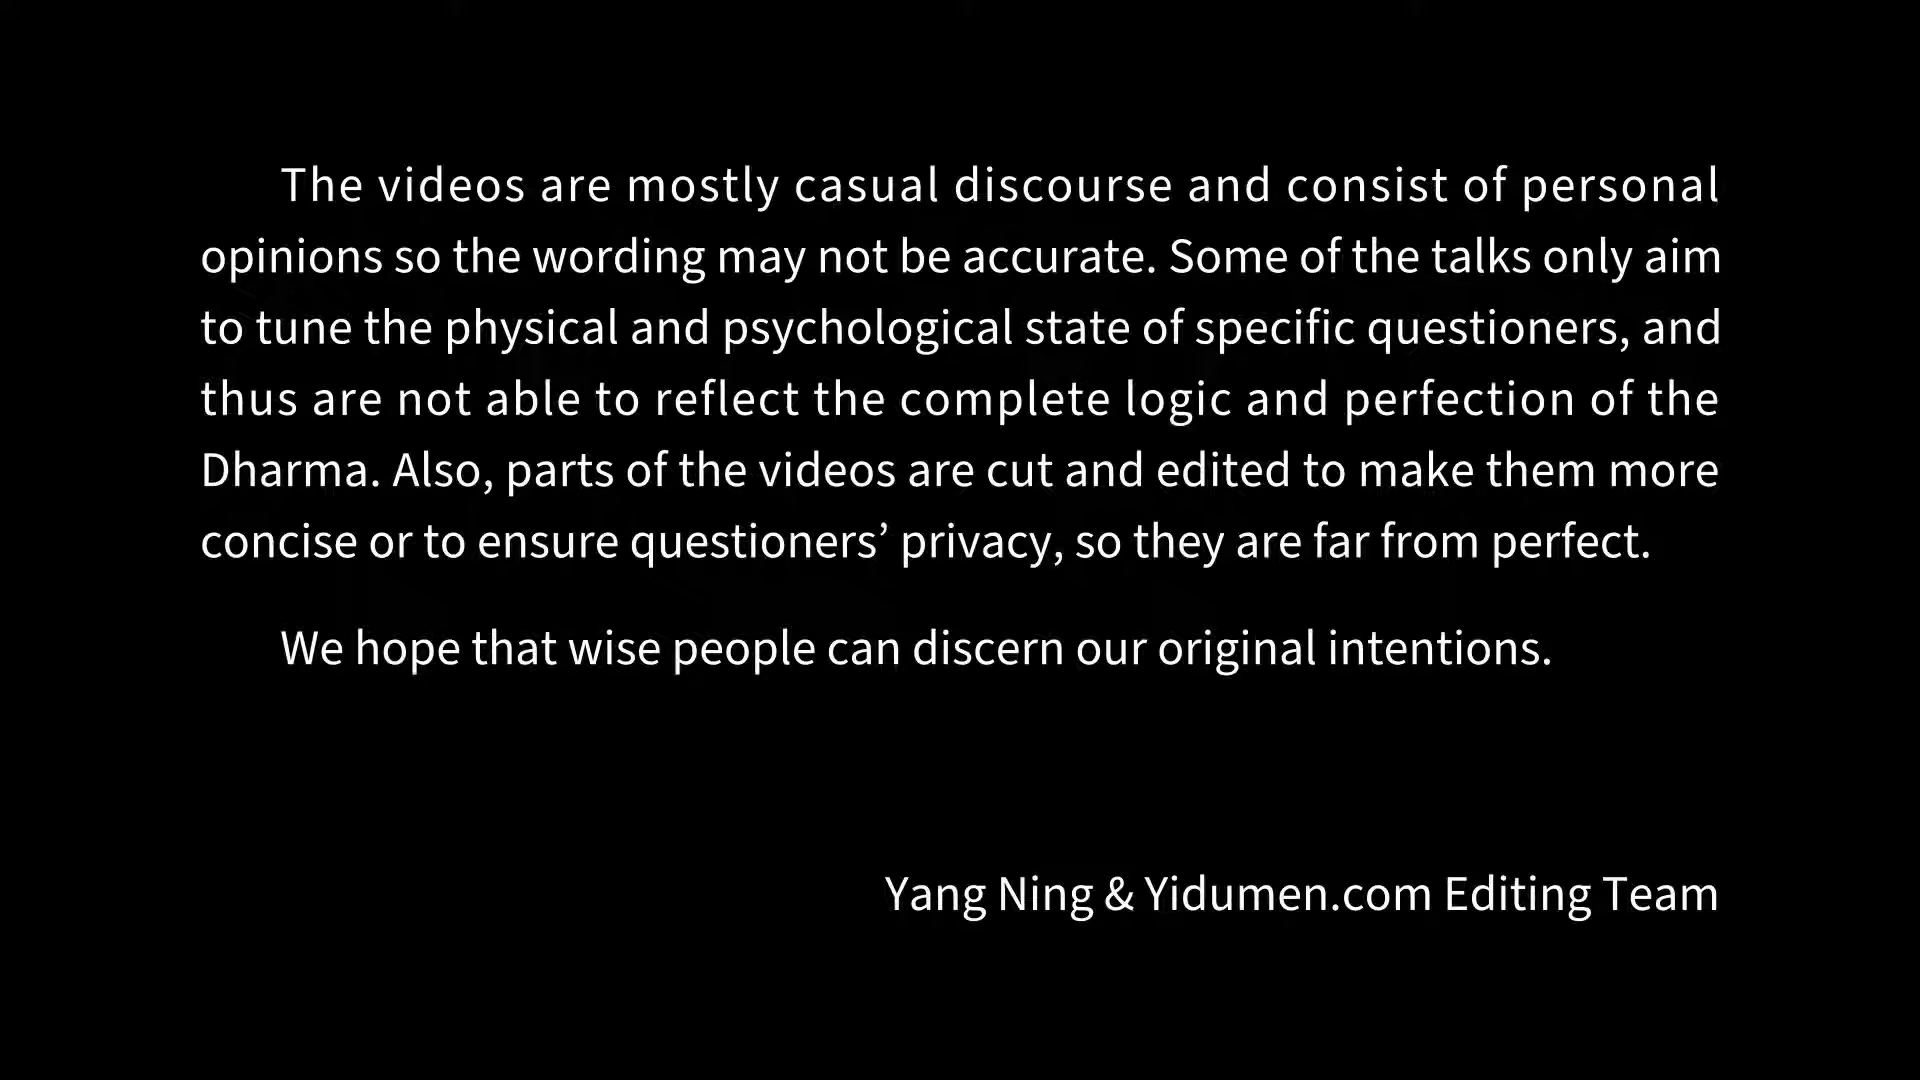 The videos are mostly casual discourse and consist of personal
opinions so the wording may not be accurate. Some of the talks only aim
to tune the physical and psychological state of specific questioners, and
thus are not able to reflect the complete logic and perfection of the
Dharma. Also, parts of the videos are cut and edited to make them more
concise or to ensure questioners’ privacy, so they are far from perfect.
We hope that wise people can discern our original intentions.
Yang Ning & Yidumen.com Editing Team